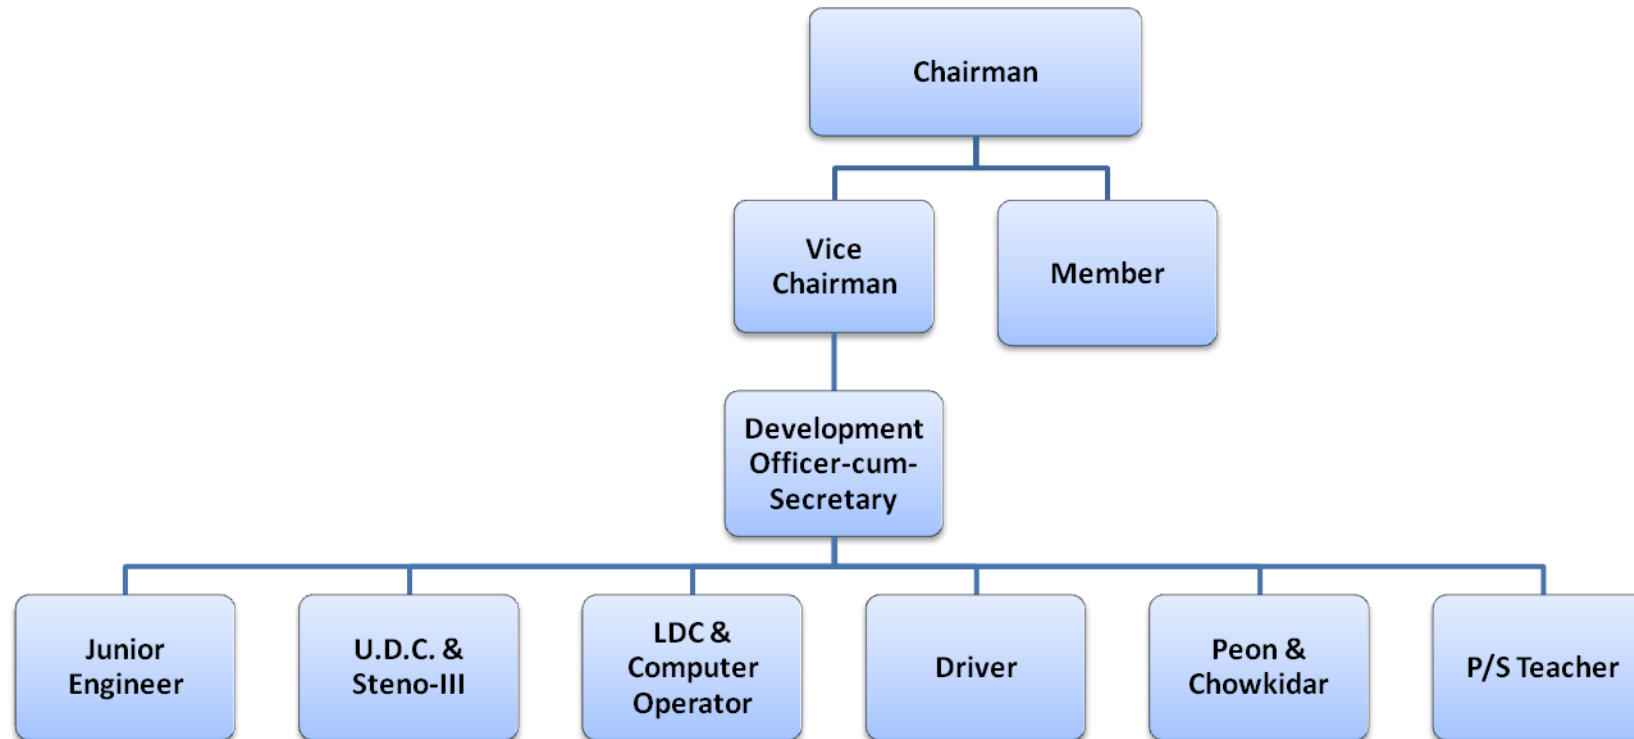 Chairman
Vice
Chairman
Member
Development
Officer-cum-
Secretary
Junior
Engineer
U.D.C. &
Steno-III
LDC &
Computer
Operator
Driver
Peon &
Chowkidar
P/S Teacher